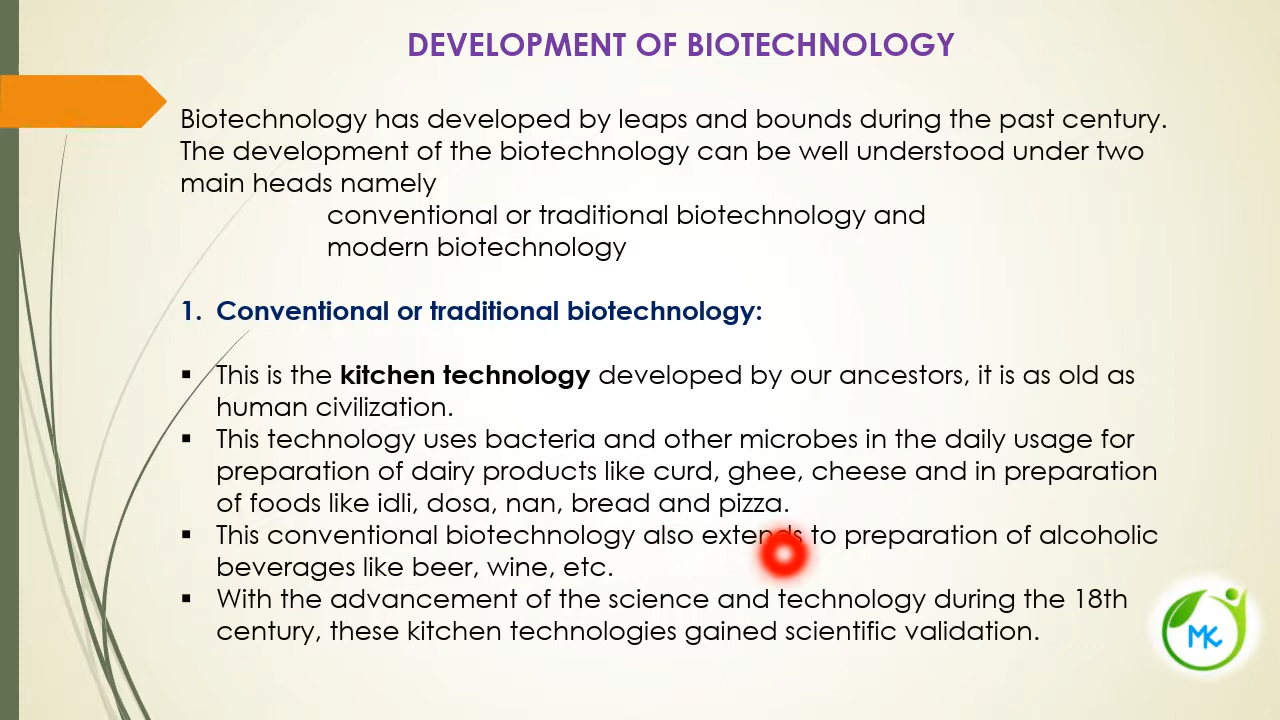 DEVELOPMENT OF BIOTECHNOLOGY
Biotechnology has developed by leaps and bounds during the past century.
The development of the biotechnology can be well understood under two
main heads namely
conventional or traditional biotechnology and
modern biotechnology
1. Conventional or traditional biotechnology:
▪ This is the kitchen technology developed by our ancestors, it is as old as
human civilization.
▪ This technology uses bacteria and other microbes in the daily usage for
preparation of dairy products like curd, ghee, cheese and in preparation
of foods like idli, dosa, nan, bread and pizza.
▪ This conventional biotechnology also extends to preparation of alcoholic
beverages like beer, wine, etc.
▪ With the advancement of the science and technology during the 18th
century, these kitchen technologies gained scientific validation.
MK